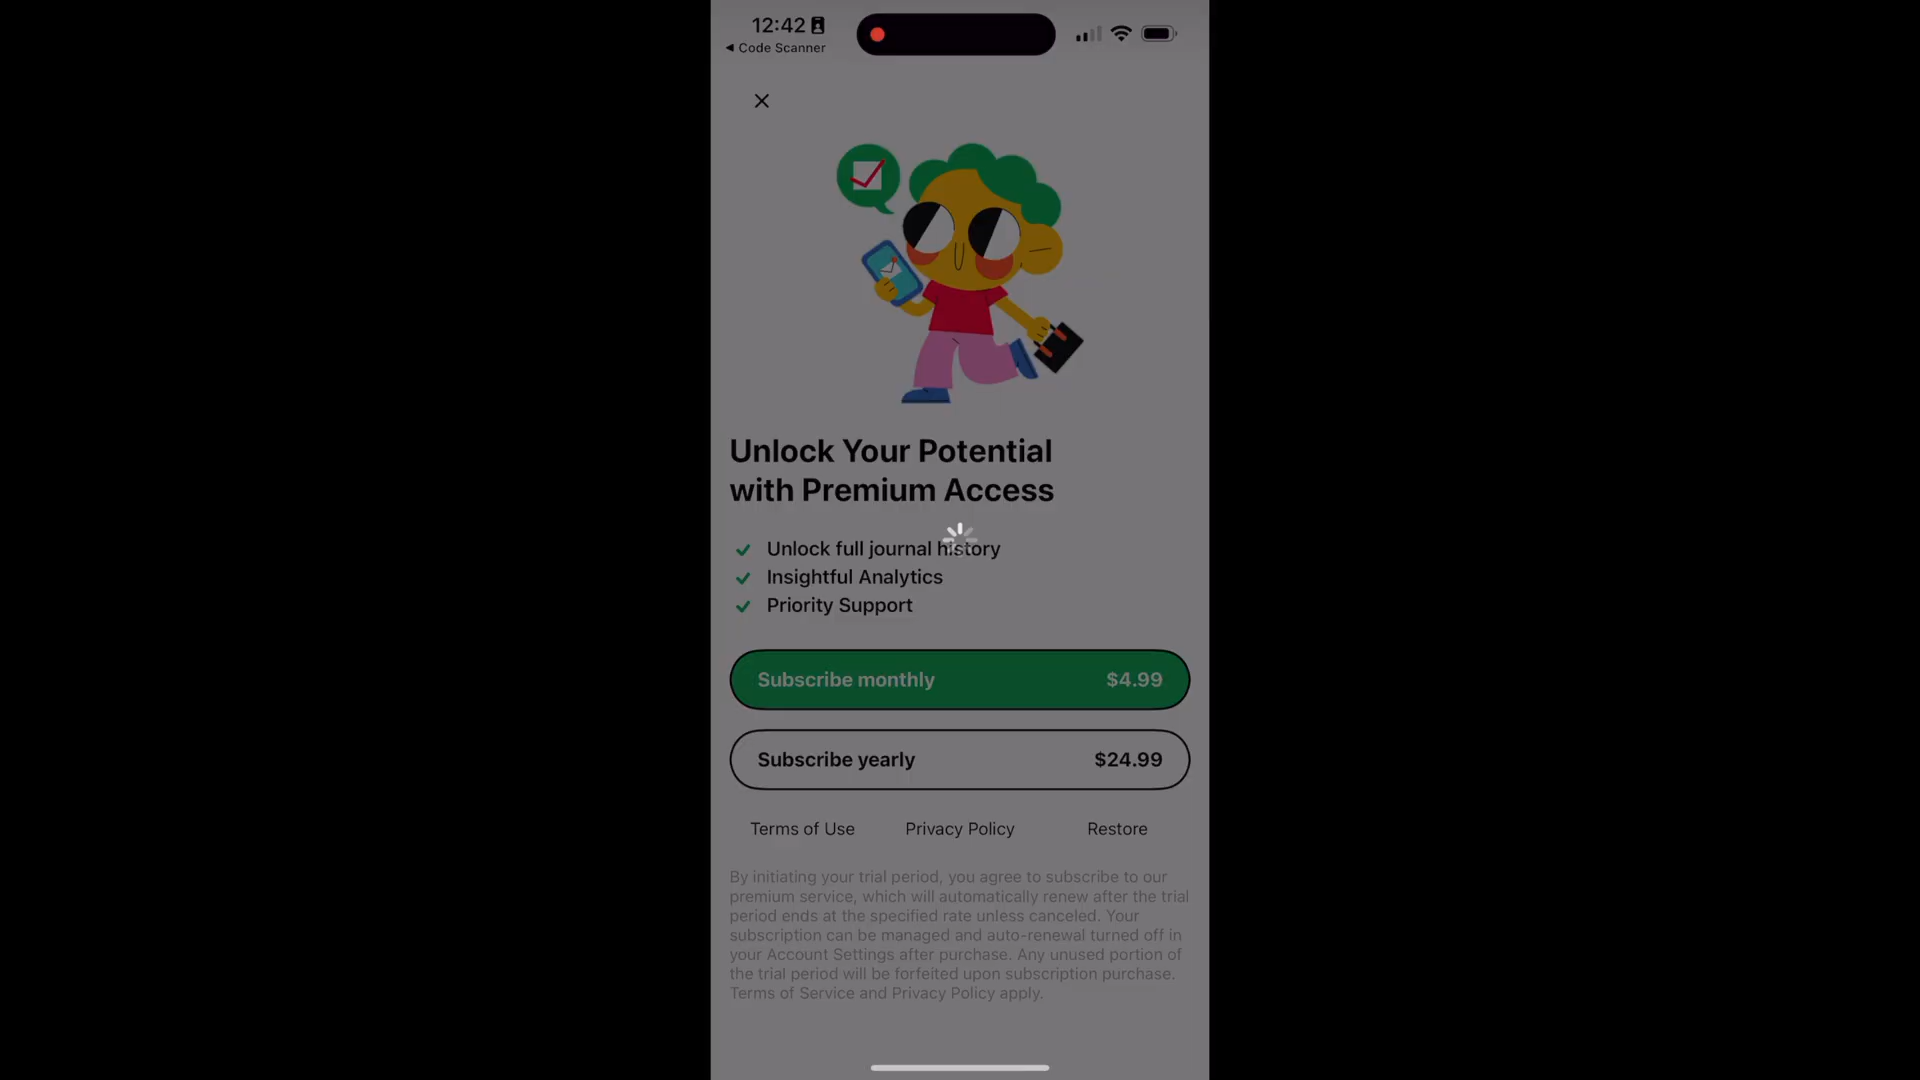 12:42
◀ Code Scanner
Unlock Your Potential
with Premium Access
Unlock full journal history
Insightful Analytics
Priority Support
Subscribe monthly $4.99
Subscribe yearly $24.99
Terms of Use Privacy Policy Restore
By initiating your trial period, you agree to subscribe to our
premium service, which will automatically renew after the trial
period ends at the specified rate unless canceled. Your
subscription can be managed and auto-renewal turned off in
your Account Settings after purchase. Any unused portion of
the trial period will be forfeited upon subscription purchase.
Terms of Service and Privacy Policy apply.